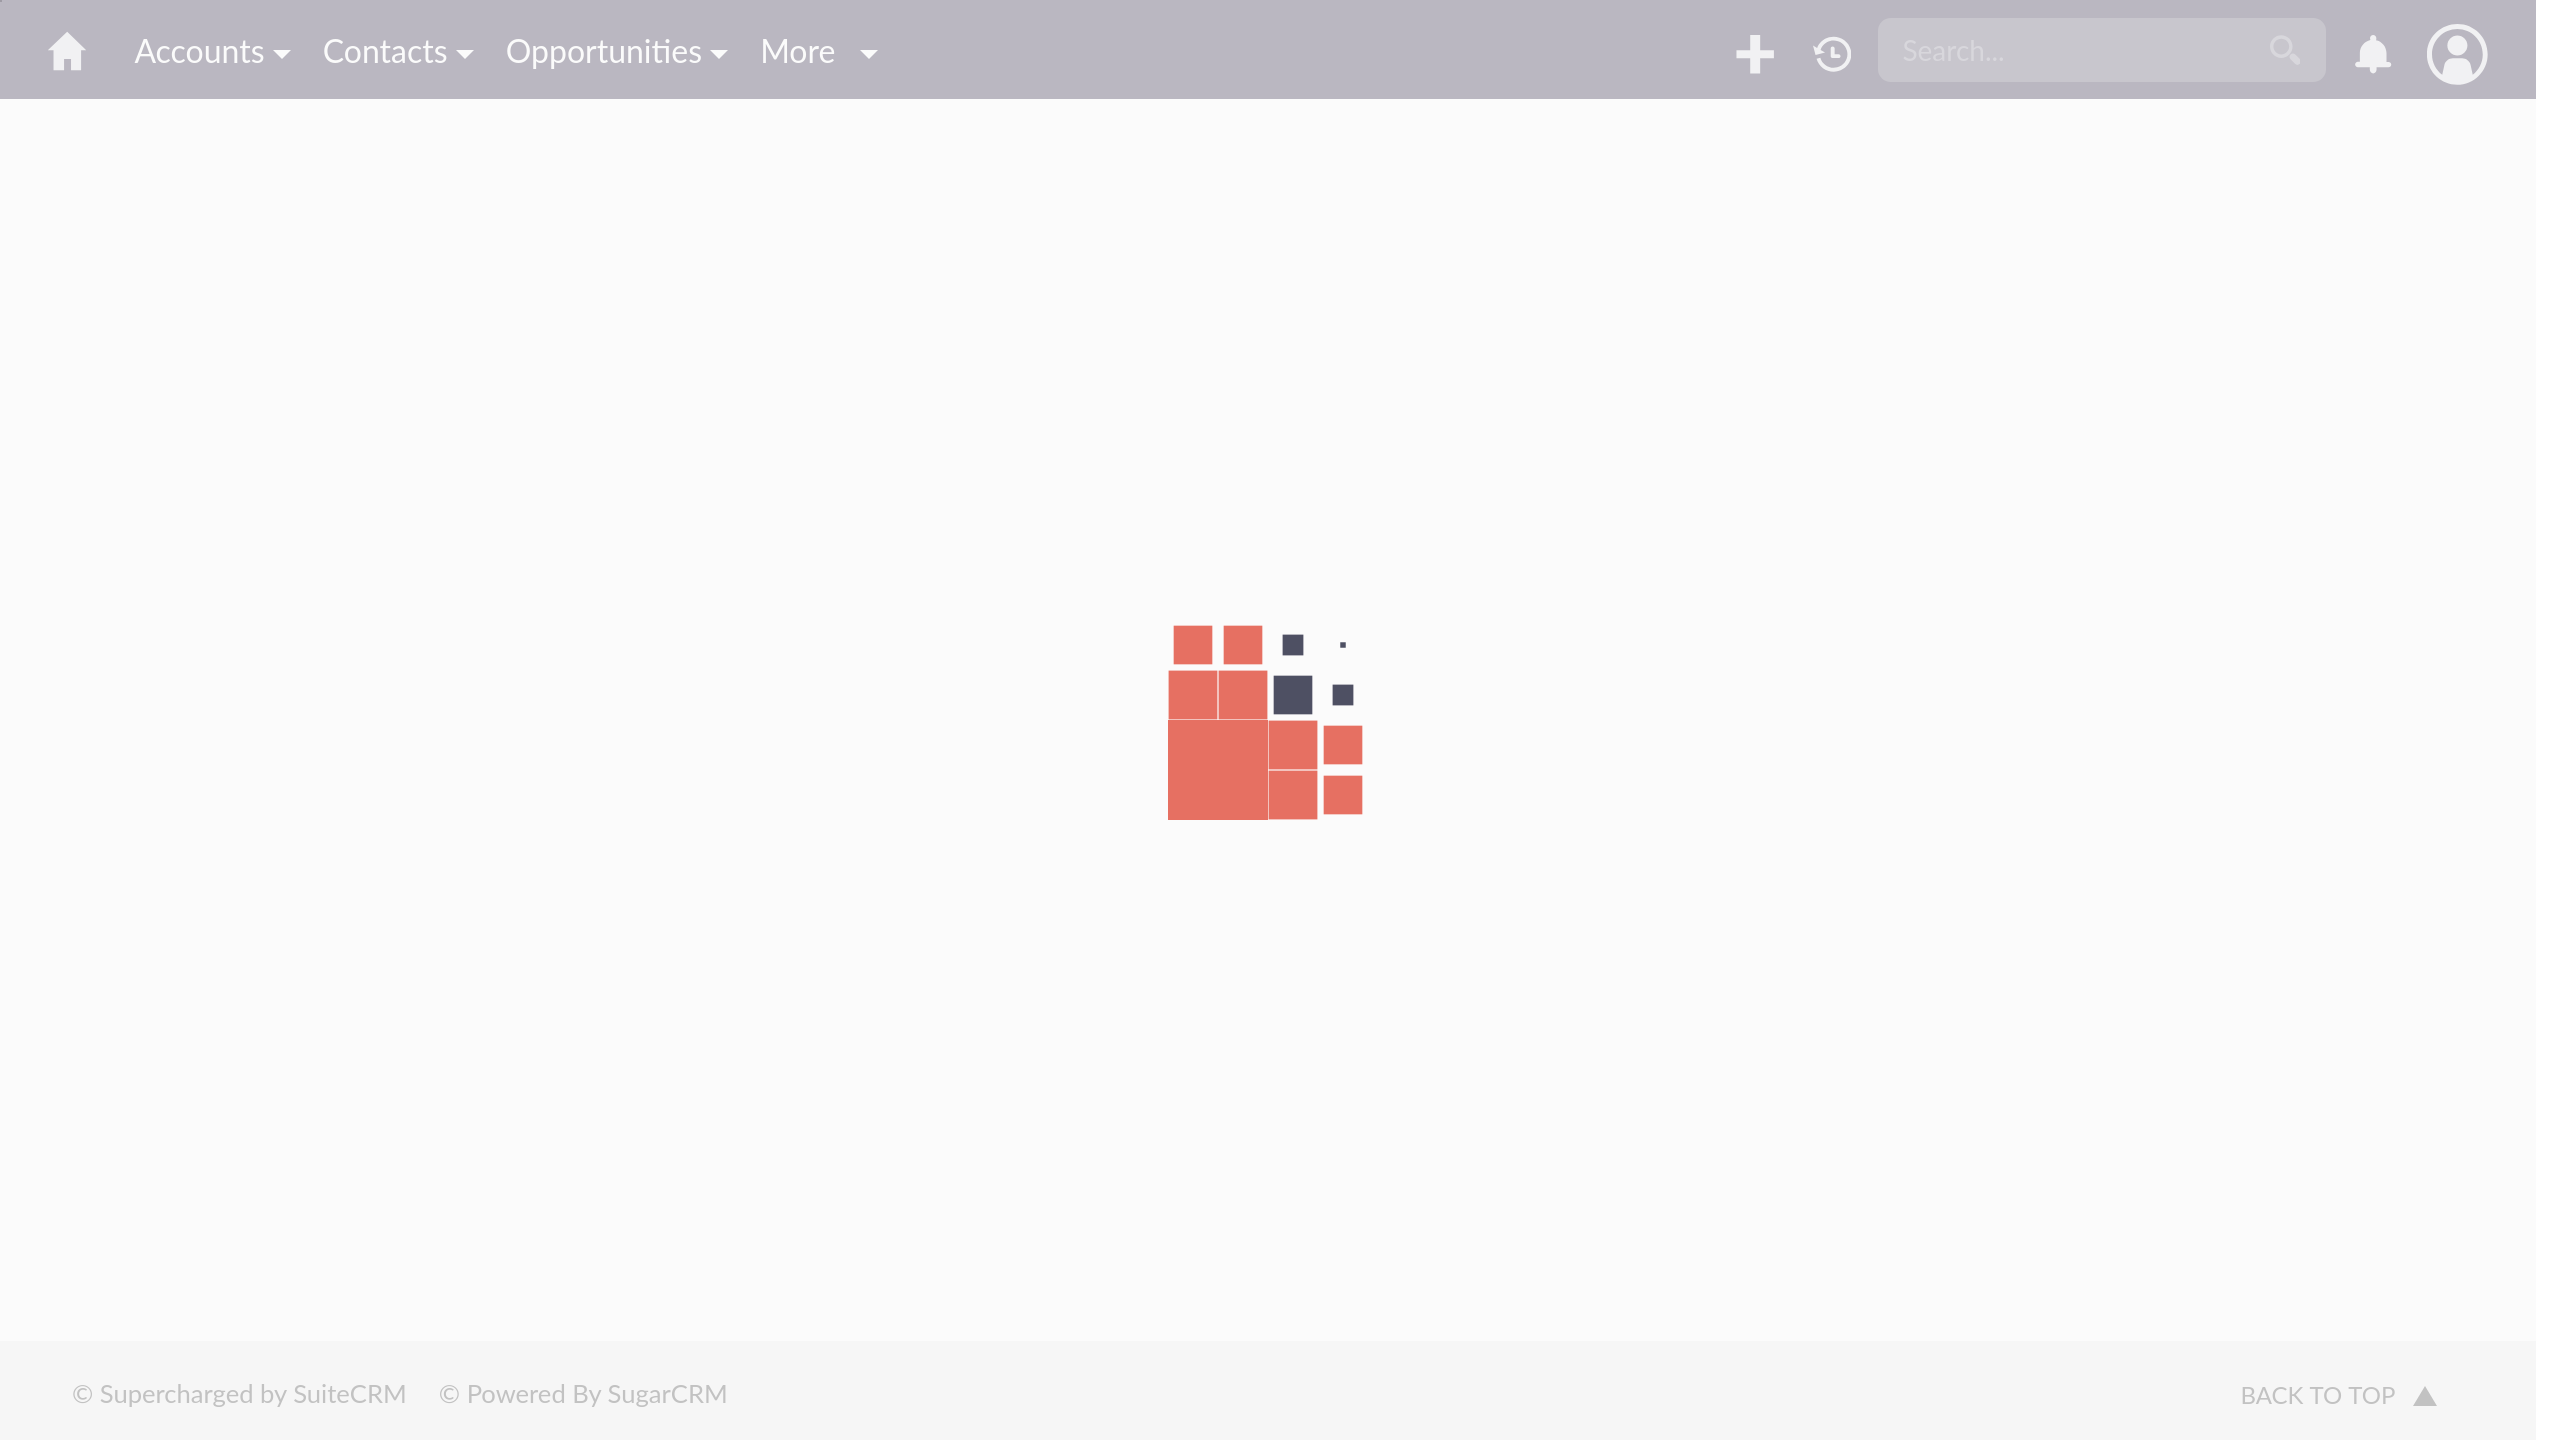 Accounts Contacts Opportunities More Search...
© Supercharged by SuiteCRM © Powered By SugarCRM BACK TO TOP